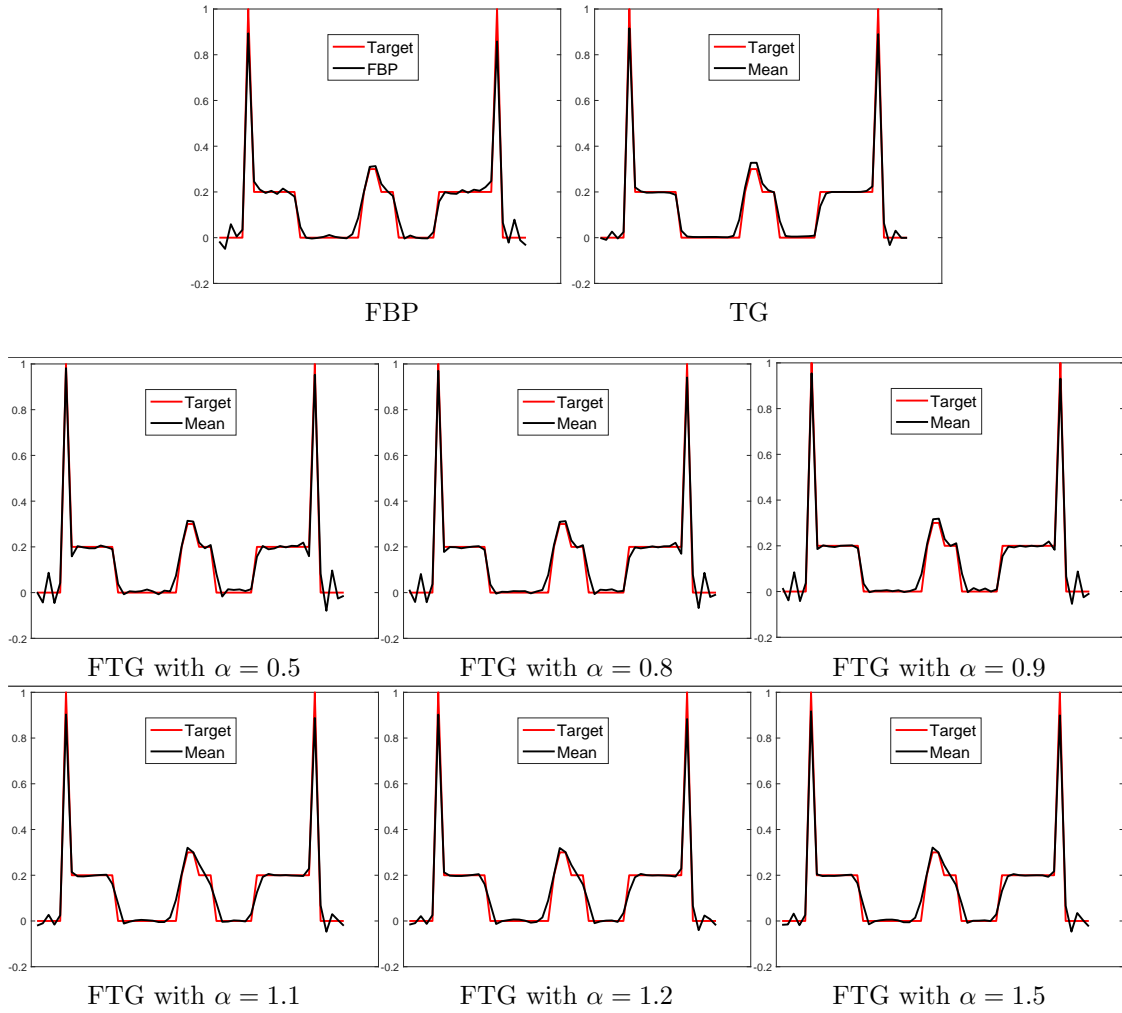 1
0.8
0.6
0.4
0.2
0
-0.2
Target
FBP
FBP
1
0.8
0.6
0.4
0.2
0
-0.2
Target
Mean
TG
1
0.8
0.6
0.4
0.2
0
-0.2
Target
Mean
FTG with α = 0.5
1
0.8
0.6
0.4
0.2
0
-0.2
Target
Mean
FTG with α = 0.8
1
0.8
0.6
0.4
0.2
0
-0.2
Target
Mean
FTG with α = 0.9
1
0.8
0.6
0.4
0.2
0
-0.2
Target
Mean
FTG with α = 1.1
1
0.8
0.6
0.4
0.2
0
-0.2
Target
Mean
FTG with α = 1.2
1
0.8
0.6
0.4
0.2
0
-0.2
Target
Mean
FTG with α = 1.5